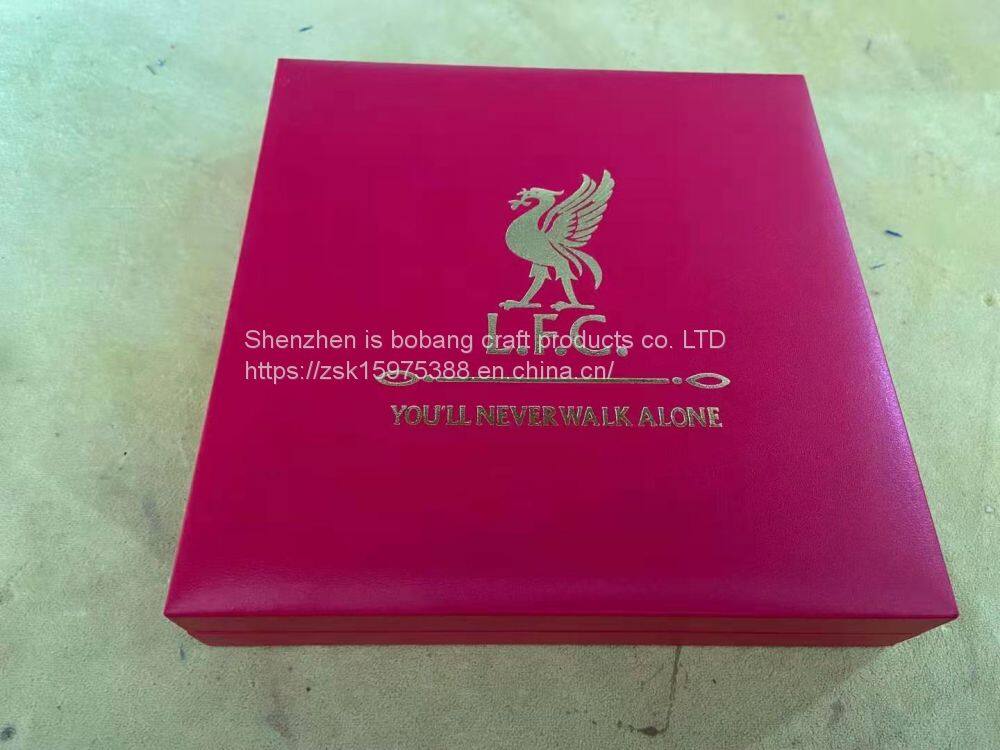 L.F.C.
Shenzhen is bobang craft products co. LTD
https://zsk15975388.en.china.cn/
YOU'LL NEVER WALK ALONE